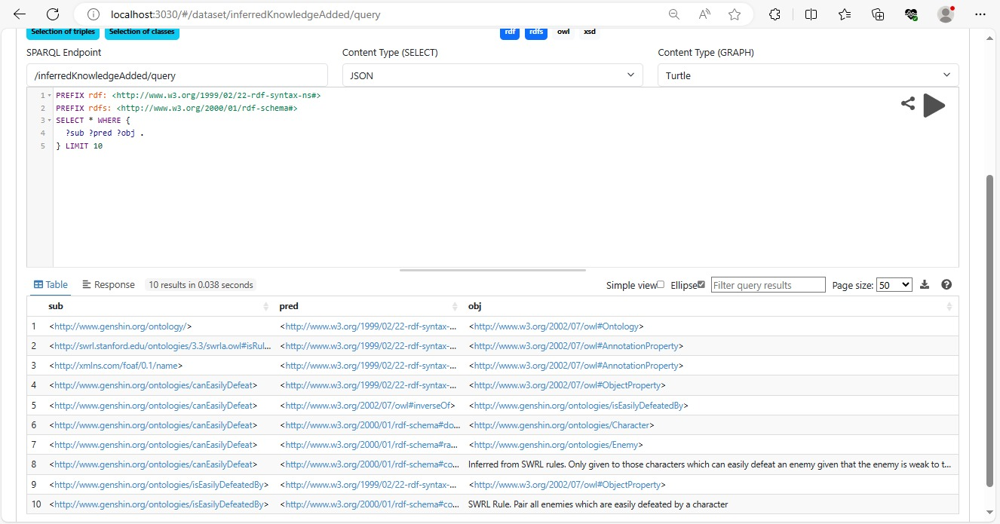 localhost:3030/#/dataset/inferredKnowledgeAdded/query
Selection of triples Selection of classes rdf rdfs owl xsd
SPARQL Endpoint Content Type (SELECT) Content Type (GRAPH)
/inferredKnowledgeAdded/query JSON Turtle
1 PREFIX rdf: <http://www.w3.org/1999/02/22-rdf-syntax-ns#>
2 PREFIX rdfs: <http://www.w3.org/2000/01/rdf-schema#>
3 SELECT * WHERE {
4 ?sub ?pred ?obj .
5 } LIMIT 10
Table Response 10 results in 0.038 seconds Simple view Ellipse Filter query results Page size: 50
sub pred obj
1 <http://www.genshin.org/ontology/> <http://www.w3.org/1999/02/22-rdf-syntax-... <http://www.w3.org/2002/07/owl#Ontology>
2 <http://swrl.stanford.edu/ontologies/3.3/swrla.owl#isRul... <http://www.w3.org/1999/02/22-rdf-syntax-... <http://www.w3.org/2002/07/owl#AnnotationProperty>
3 <http://xmlns.com/foaf/0.1/name> <http://www.w3.org/1999/02/22-rdf-syntax-... <http://www.w3.org/2002/07/owl#AnnotationProperty>
4 <http://www.genshin.org/ontologies/canEasilyDefeat> <http://www.w3.org/1999/02/22-rdf-syntax-... <http://www.w3.org/2002/07/owl#ObjectProperty>
5 <http://www.genshin.org/ontologies/canEasilyDefeat> <http://www.w3.org/2002/07/owl#inverseOf> <http://www.genshin.org/ontologies/isEasilyDefeatedBy>
6 <http://www.genshin.org/ontologies/canEasilyDefeat> <http://www.w3.org/2000/01/rdf-schema#do... <http://www.genshin.org/ontologies/Character>
7 <http://www.genshin.org/ontologies/canEasilyDefeat> <http://www.w3.org/2000/01/rdf-schema#ra... <http://www.genshin.org/ontologies/Enemy>
8 <http://www.genshin.org/ontologies/canEasilyDefeat> <http://www.w3.org/2000/01/rdf-schema#co... Inferred from SWRL rules. Only given to those characters which can easily defeat an enemy given that the enemy is weak to t...
9 <http://www.genshin.org/ontologies/isEasilyDefeatedBy> <http://www.w3.org/1999/02/22-rdf-syntax-... <http://www.w3.org/2002/07/owl#ObjectProperty>
10 <http://www.genshin.org/ontologies/isEasilyDefeatedBy> <http://www.w3.org/2000/01/rdf-schema#co... SWRL Rule. Pair all enemies which are easily defeated by a character